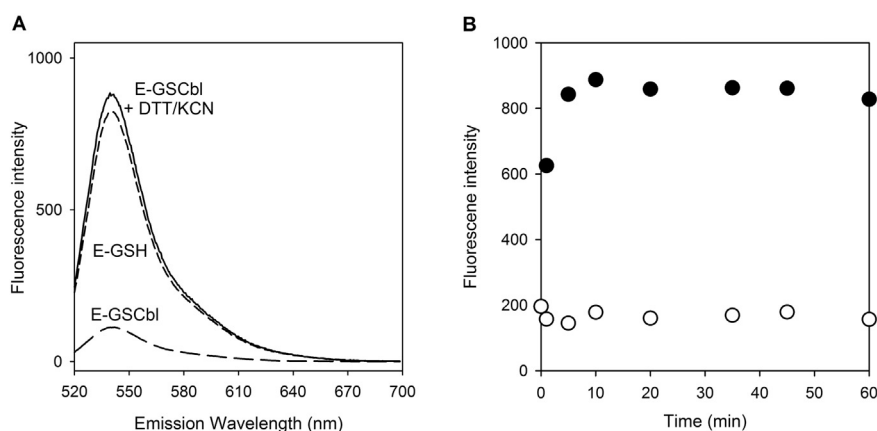 A
Fluorescence intensity
1000
500
0
E-GSCbl
+ DTT/KCN
E-GSH
E-GSCbl
520 550 580 610 640 670 700
Emission Wavelength (nm)
B
Fluorescene intensity
1000
800
600
400
200
0
0 10 20 30 40 50 60
Time (min)